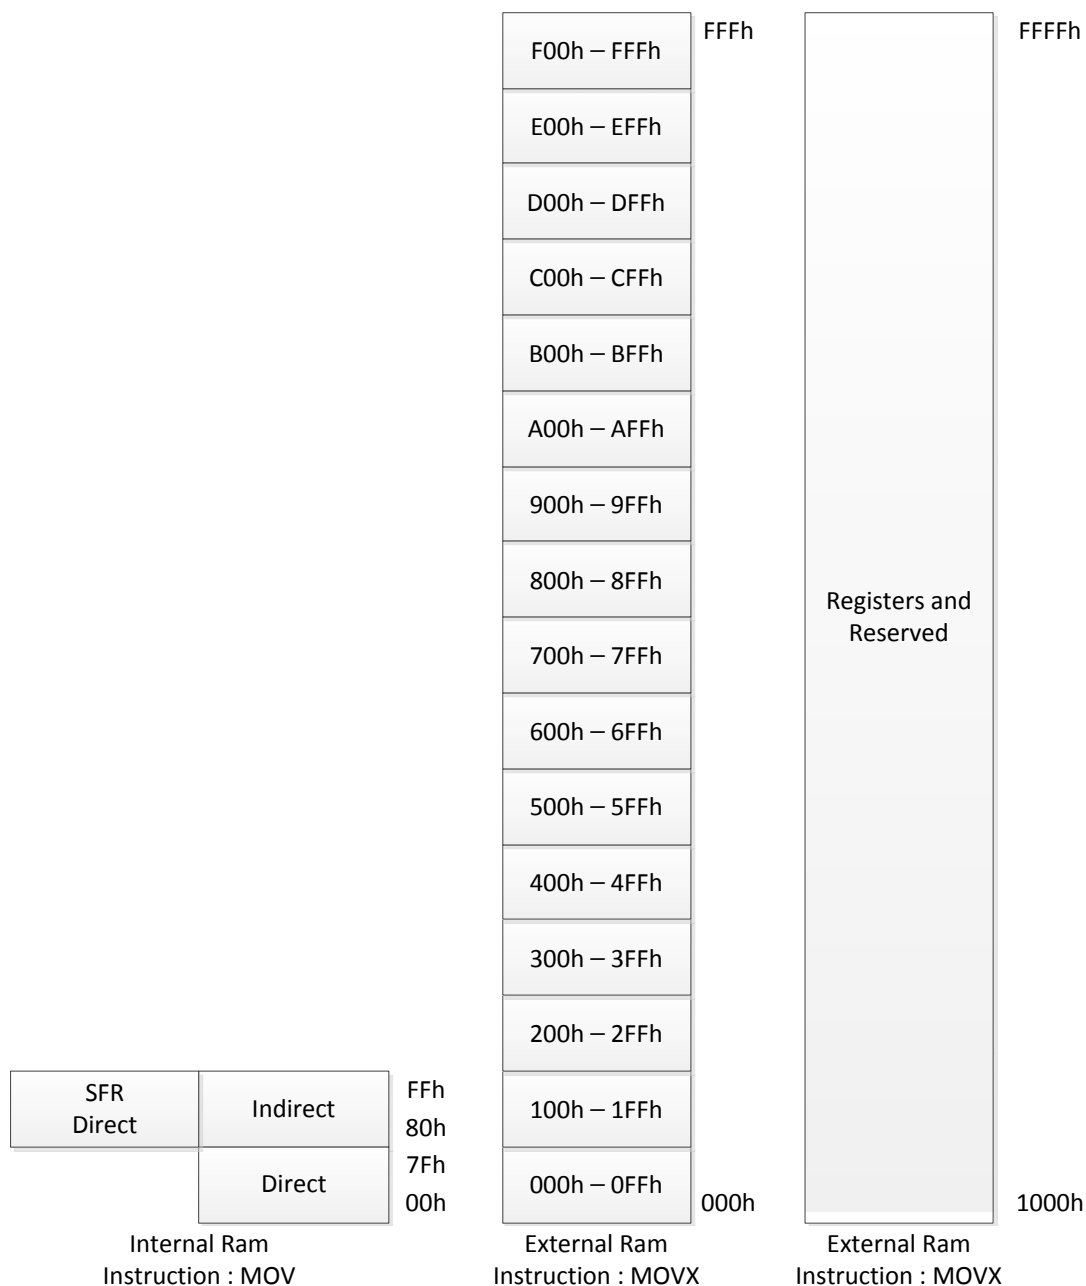 FFFh
FFFFh
F00h – FFFh
E00h – EFFh
D00h – DFFh
C00h – CFFh
B00h – BFFh
A00h – AFFh
900h – 9FFh
800h – 8FFh
Registers and
Reserved
700h – 7FFh
600h – 6FFh
500h – 5FFh
400h – 4FFh
300h – 3FFh
200h – 2FFh
SFR
Direct
Indirect
FFh
80h
100h – 1FFh
Direct
7Fh
00h
000h – 0FFh
000h
1000h
Internal Ram
Instruction : MOV
External Ram
Instruction : MOVX
External Ram
Instruction : MOVX